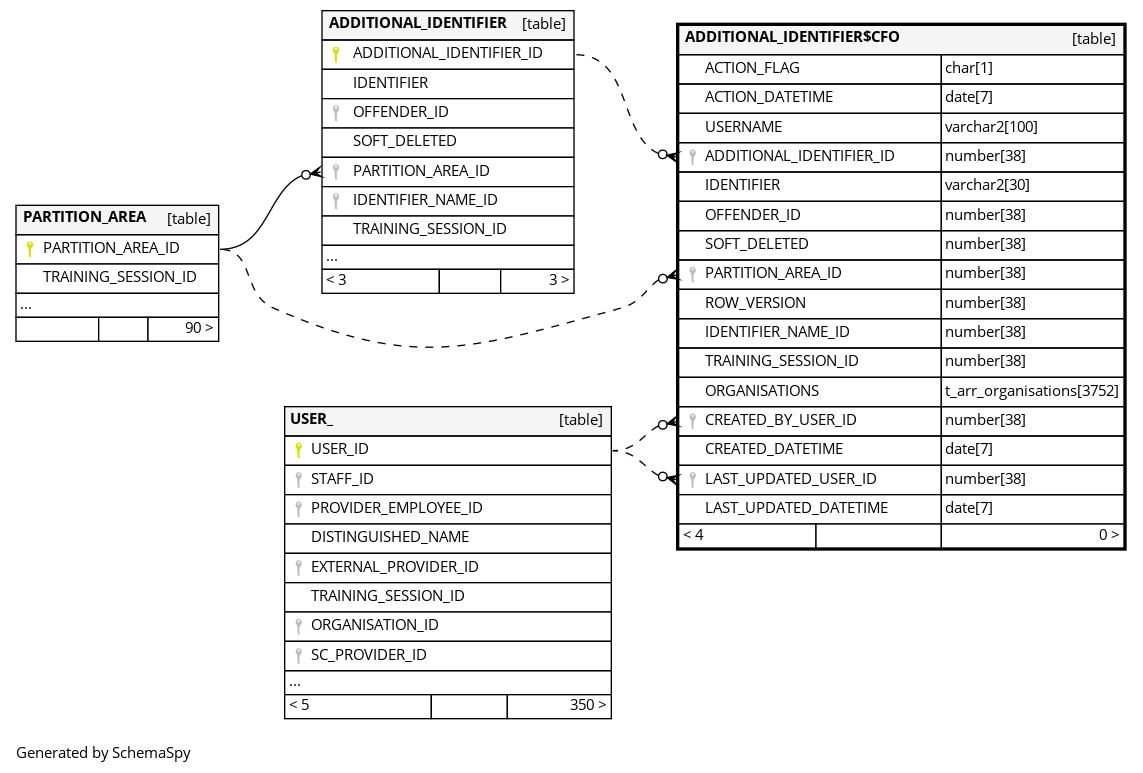 ADDITIONAL_IDENTIFIER [table]
ADDITIONAL_IDENTIFIER_ID
IDENTIFIER
OFFENDER_ID
SOFT_DELETED
PARTITION_AREA_ID
IDENTIFIER_NAME_ID
TRAINING_SESSION_ID
...
< 3 3 >
PARTITION_AREA [table]
PARTITION_AREA_ID
TRAINING_SESSION_ID
...
90 >
USER_ [table]
USER_ID
STAFF_ID
PROVIDER_EMPLOYEE_ID
DISTINGUISHED_NAME
EXTERNAL_PROVIDER_ID
TRAINING_SESSION_ID
ORGANISATION_ID
SC_PROVIDER_ID
...
< 5 350 >
ADDITIONAL_IDENTIFIER$CFO [table]
ACTION_FLAG char[1]
ACTION_DATETIME date[7]
USERNAME varchar2[100]
ADDITIONAL_IDENTIFIER_ID number[38]
IDENTIFIER varchar2[30]
OFFENDER_ID number[38]
SOFT_DELETED number[38]
PARTITION_AREA_ID number[38]
ROW_VERSION number[38]
IDENTIFIER_NAME_ID number[38]
TRAINING_SESSION_ID number[38]
ORGANISATIONS t_arr_organisations[3752]
CREATED_BY_USER_ID number[38]
CREATED_DATETIME date[7]
LAST_UPDATED_USER_ID number[38]
LAST_UPDATED_DATETIME date[7]
< 4 0 >
Generated by SchemaSpy